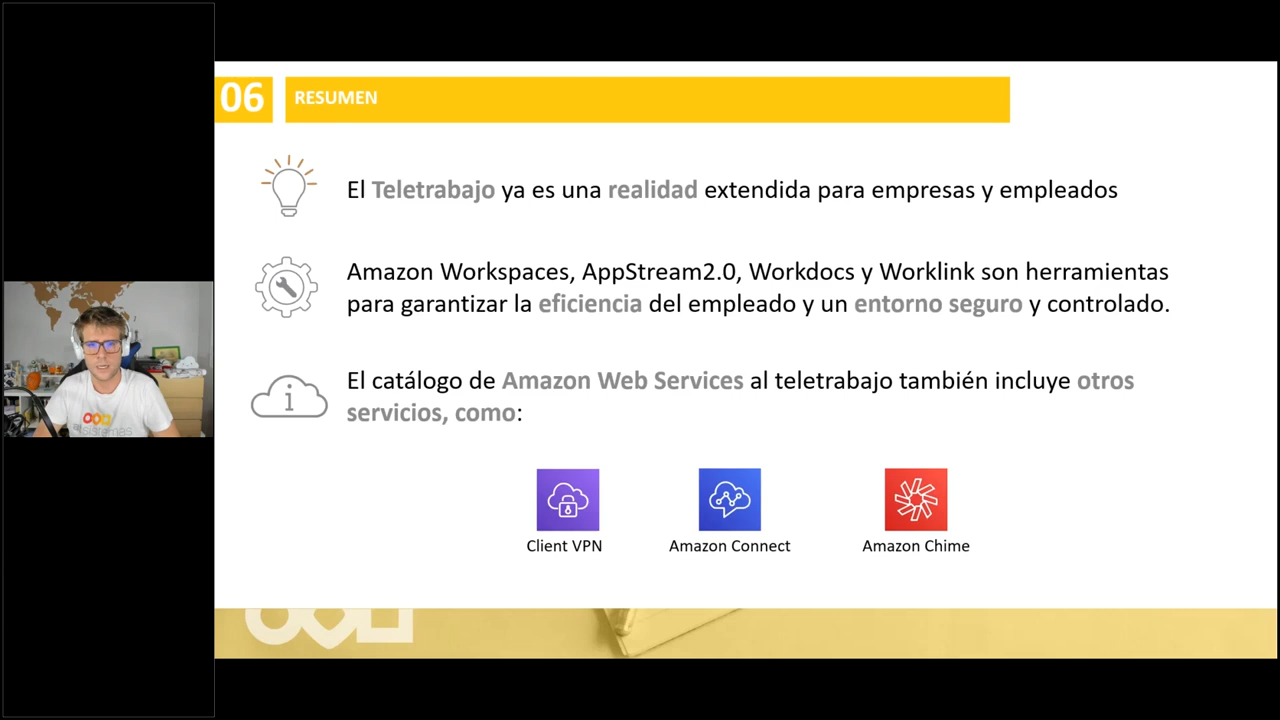 06
RESUMEN
El Teletrabajo ya es una realidad extendida para empresas y empleados
Amazon Workspaces, AppStream2.0, Workdocs y Worklink son herramientas
para garantizar la eficiencia del empleado y un entorno seguro y controlado.
El catálogo de Amazon Web Services al teletrabajo también incluye otros
servicios, como:
Client VPN
Amazon Connect
Amazon Chime